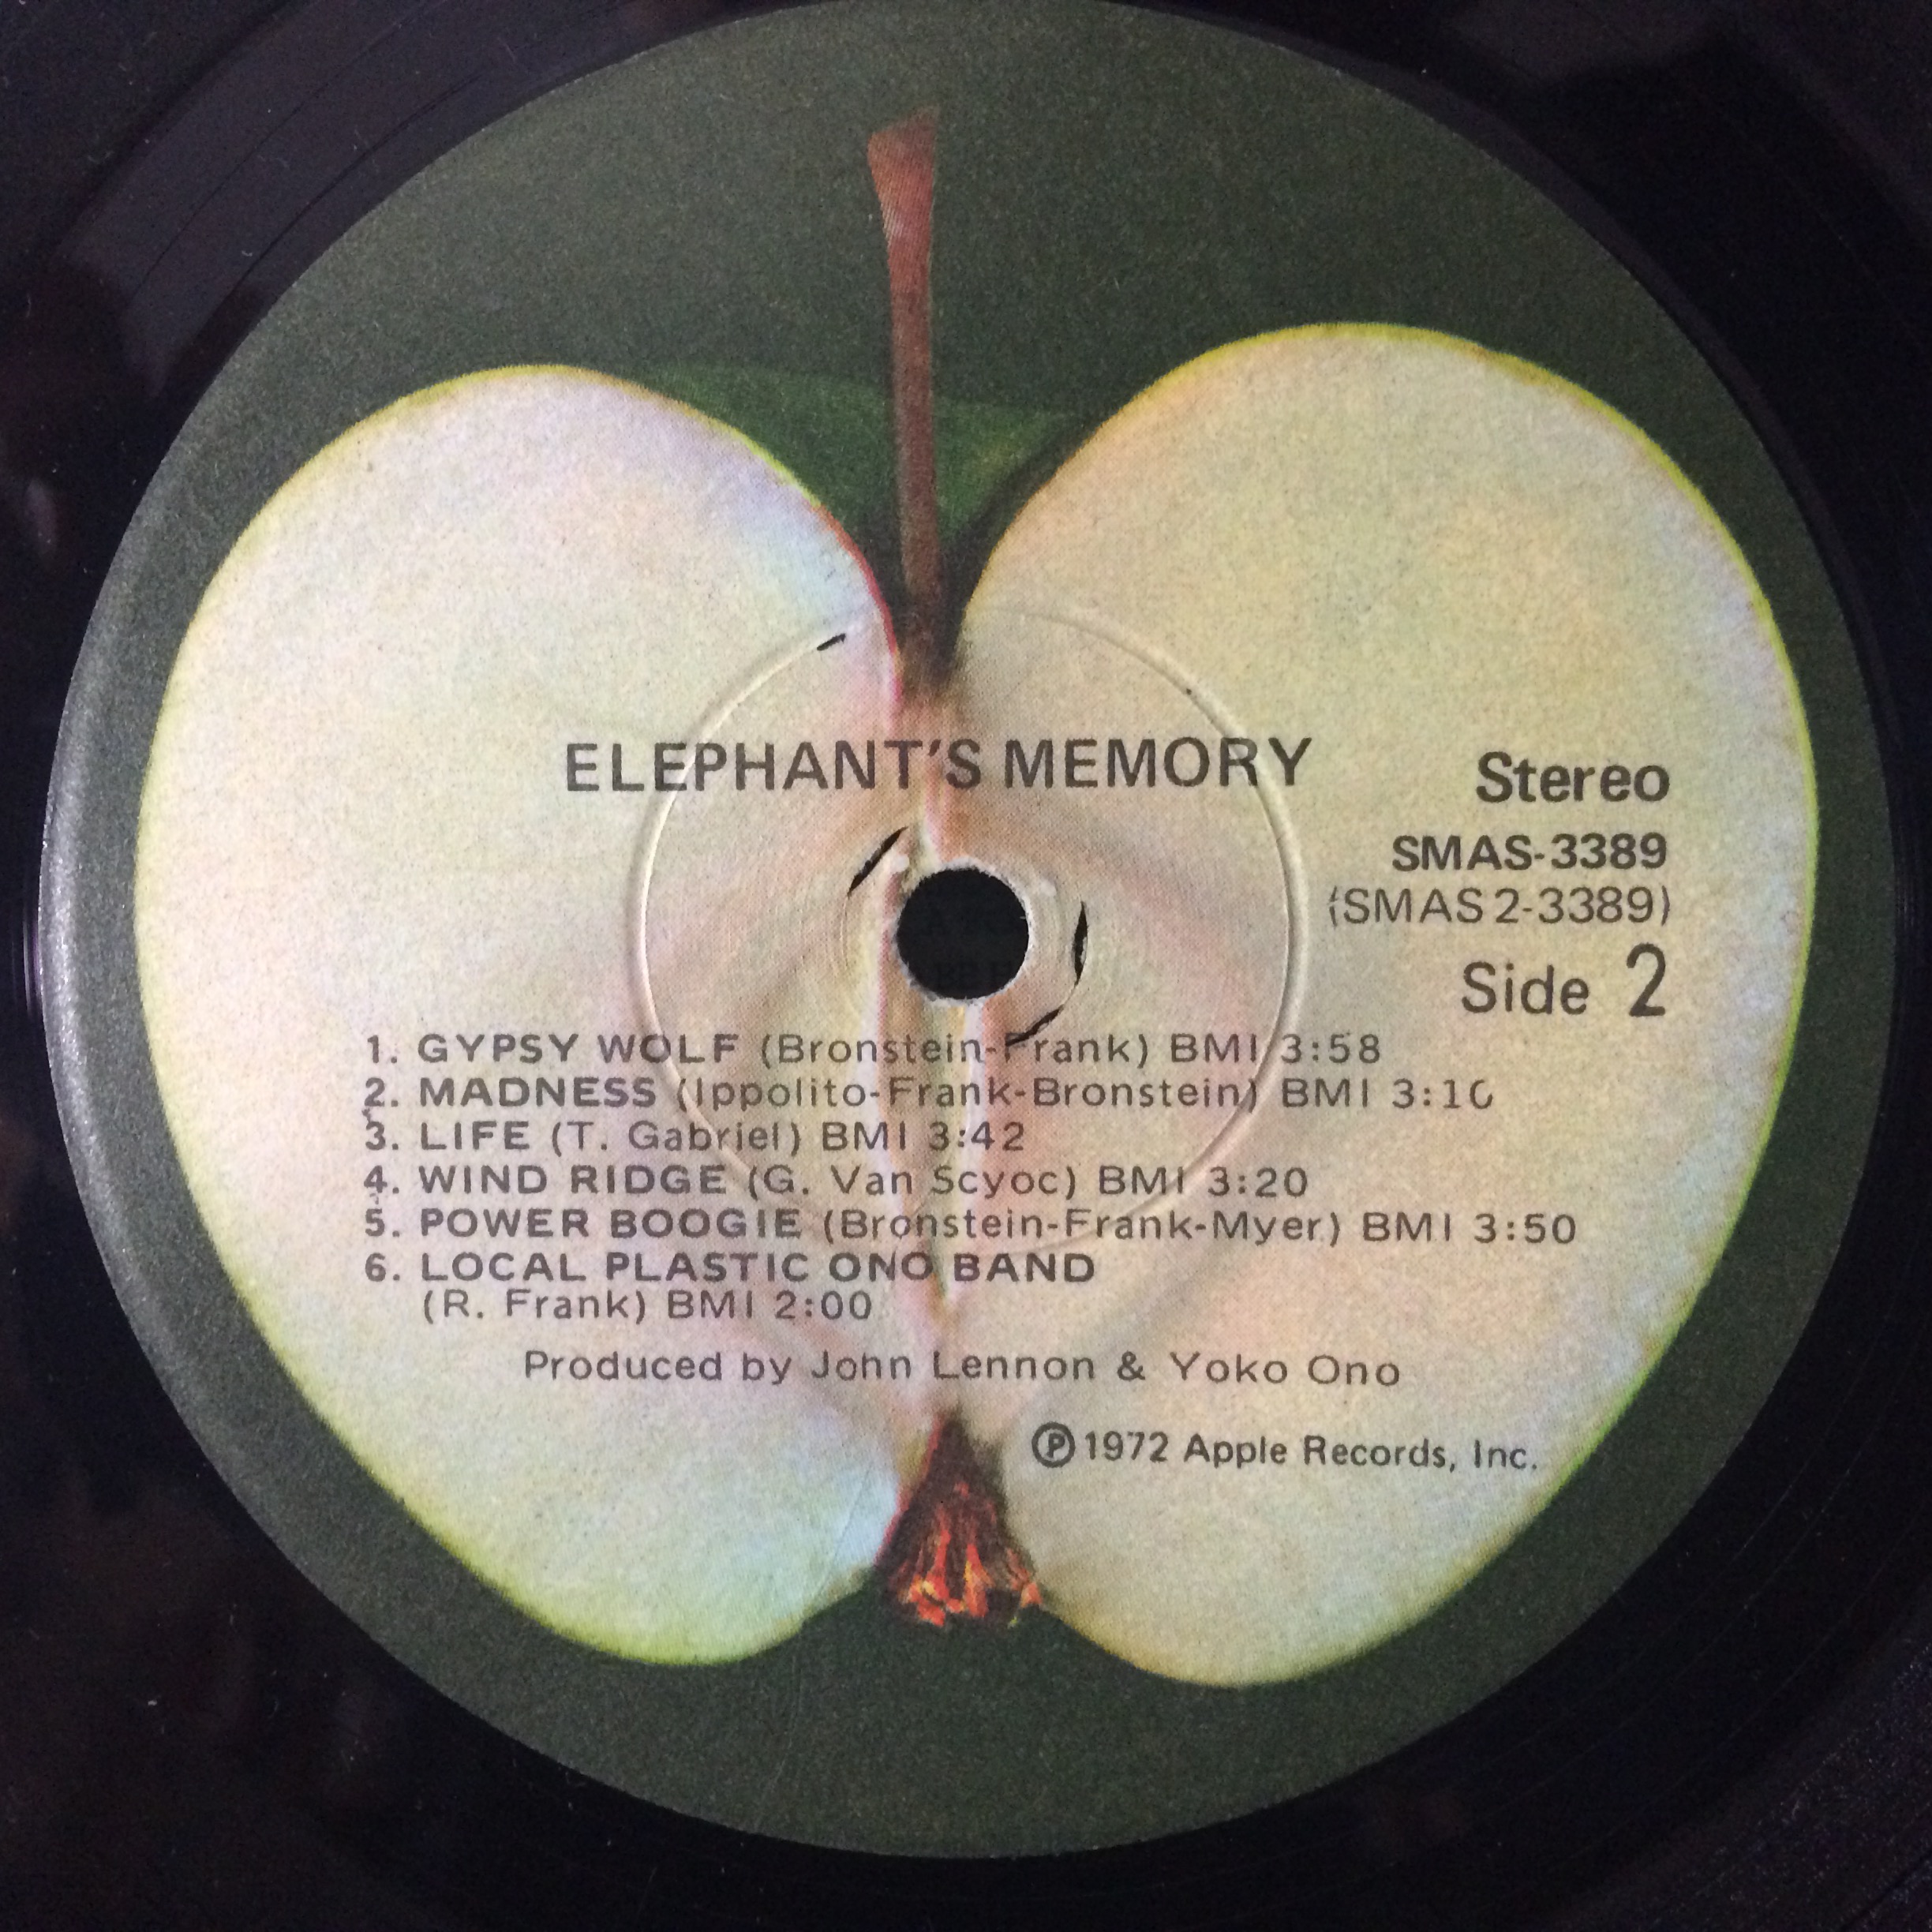 ELEPHANT'S MEMORY
Stereo
SMAS-3389
(SMAS2-3389)
Side 2
1. GYPSY WOLF (Bronstein-Frank) BMI 3:58
2. MADNESS (Ippolito-Frank-Bronstein) BMI 3:10
3. LIFE (T. Gabriel) BMI 3:42
4. WIND RIDGE (G. Van Scyoc) BMI 3:20
5. POWER BOOGIE (Bronstein-Frank-Myer) BMI 3:50
6. LOCAL PLASTIC ONO BAND
(R. Frank) BMI 2:00
Produced by John Lennon & Yoko Ono
℗1972 Apple Records, Inc.